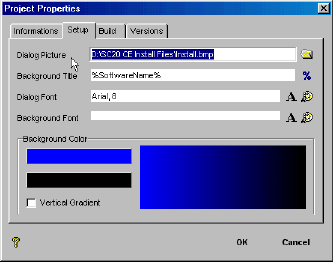 Project Properties
Informations Setup Build Versions
Dialog Picture D:\SC20 CE Install Files\Install.bmp
Background Title %SoftwareName% %
Dialog Font Arial, 8 A
Background Font A
Background Color
Vertical Gradient
? OK Cancel